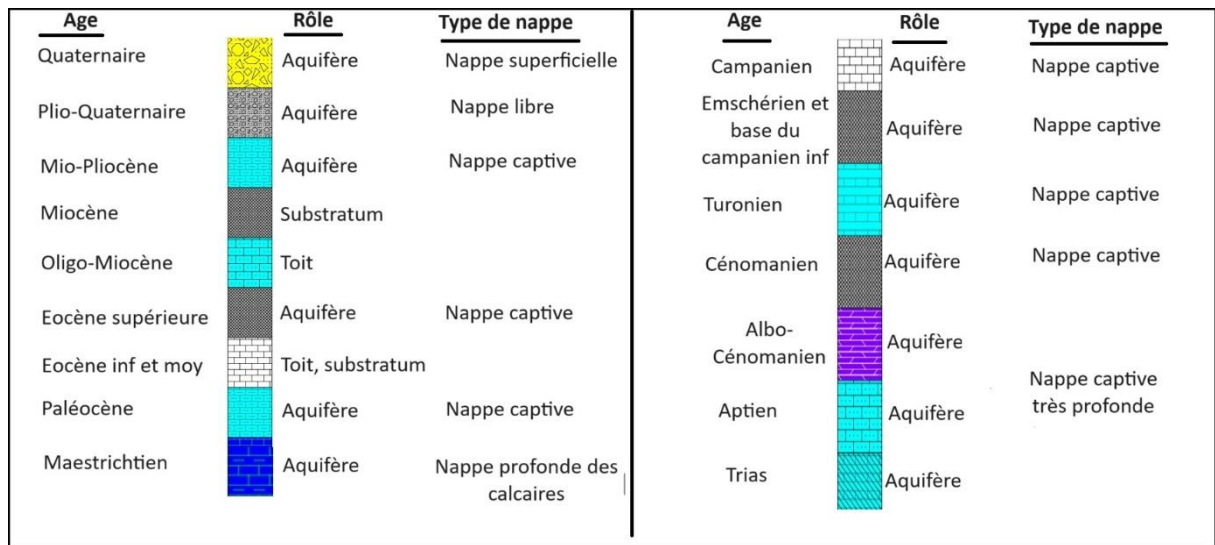 Age Rôle Type de nappe
Quaternaire Aquifère Nappe superficielle
Plio-Quaternaire Aquifère Nappe libre
Mio-Pliocène Aquifère Nappe captive
Miocène Substratum
Oligo-Miocène Toit
Eocène supérieure Aquifère Nappe captive
Eocène inf et moy Toit, substratum
Paléocène Aquifère Nappe captive
Maestrichtien Aquifère Nappe profonde des
calcaires
Age Rôle Type de nappe
Campanien Aquifère Nappe captive
Emschérien et
base du Aquifère Nappe captive
campanien inf
Turonien Aquifère Nappe captive
Cénomanien Aquifère Nappe captive
Albo-
Cénomanien Aquifère
Nappe captive
très profonde
Aptien Aquifère
Trias Aquifère